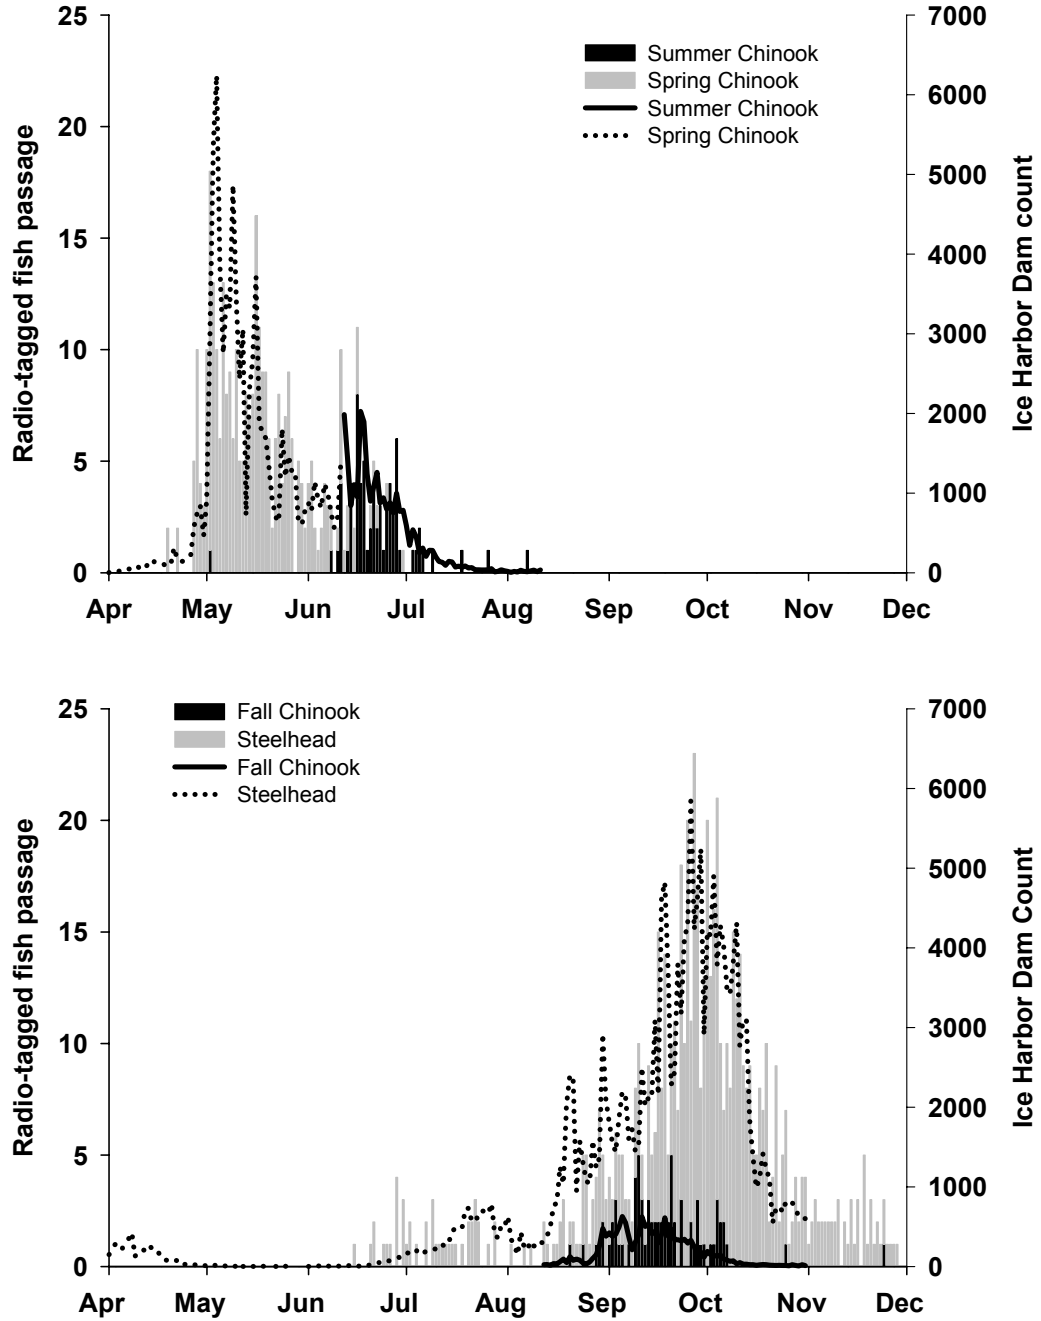 25
7000
Summer Chinook
Spring Chinook
Summer Chinook
Spring Chinook
6000
20
5000
15
4000
Radio-tagged fish passage
Ice Harbor Dam count
3000
10
2000
5
1000
0
0
Apr May Jun Jul Aug Sep Oct Nov Dec
25
7000
Fall Chinook
Steelhead
Fall Chinook
Steelhead
6000
20
5000
15
4000
Radio-tagged fish passage
Ice Harbor Dam Count
3000
10
2000
5
1000
0
0
Apr May Jun Jul Aug Sep Oct Nov Dec